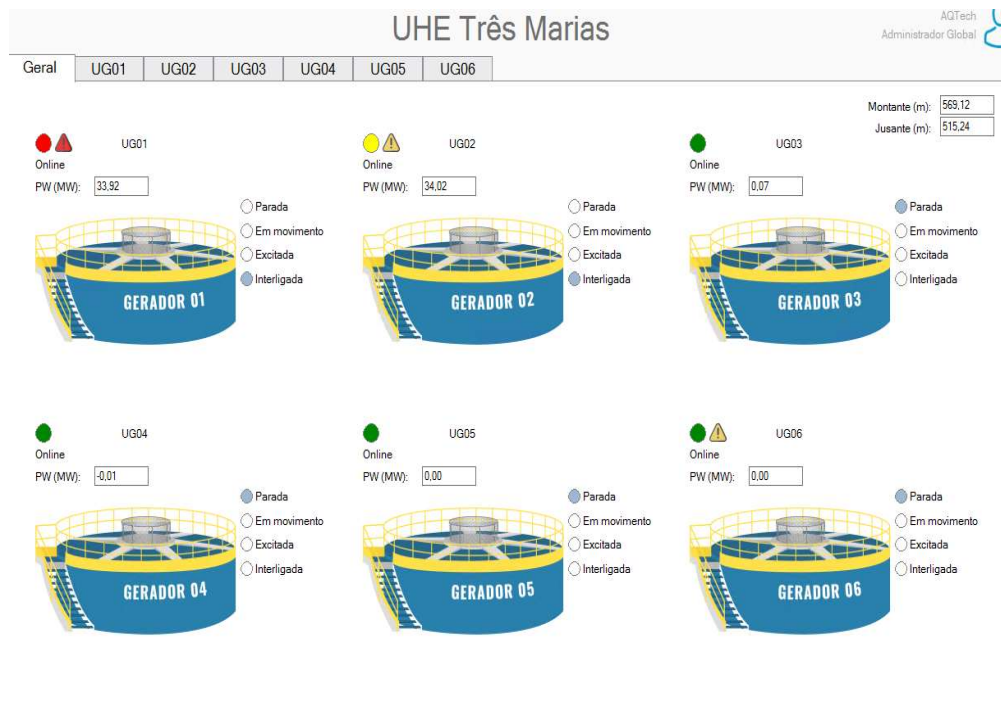 UHE Três Marias
AQTech
Administrador Global
Geral UG01 UG02 UG03 UG04 UG05 UG06
Montante (m): 569,12
Jusante (m): 515,24
UG01
Online
PW (MW): 33,92
Parada
Em movimento
Excitada
Interligada
GERADOR 01
UG02
Online
PW (MW): 34,02
Parada
Em movimento
Excitada
Interligada
GERADOR 02
UG03
Online
PW (MW): 0,07
Parada
Em movimento
Excitada
Interligada
GERADOR 03
UG04
Online
PW (MW): -0,01
Parada
Em movimento
Excitada
Interligada
GERADOR 04
UG05
Online
PW (MW): 0,00
Parada
Em movimento
Excitada
Interligada
GERADOR 05
UG06
Online
PW (MW): 0,00
Parada
Em movimento
Excitada
Interligada
GERADOR 06